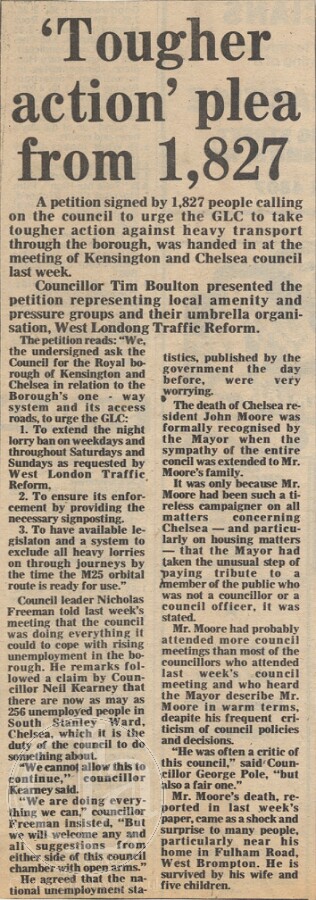 ‘Tougher
action’ plea
from 1,827
A petition signed by 1,827 people calling
on the council to urge the GLC to take
tougher action against heavy transport
through the borough, was handed in at the
meeting of Kensington and Chelsea council
last week.
Councillor Tim Boulton presented the
petition representing local amenity and
pressure groups and their umbrella organi-
sation, West Londong Traffic Reform.
The petition reads: “We,
the undersigned ask the
Council for the Royal bo-
rough of Kensington and
Chelsea in relation to the
Borough’s one - way
system and its access
roads, to urge the GLC:
1. To extend the night
lorry ban on weekdays and
throughout Saturdays and
Sundays as requested by
West London Traffic
Reform,
2. To ensure its enfor-
cement by providing the
necessary signposting.
3. To have available le-
gislaton and a system to
exclude all heavy lorries
on through journeys by
the time the M25 orbital
route is ready for use.”
Council leader Nicholas
Freeman told last week’s
meeting that the council
was doing everything it
could to cope with rising
unemployment in the bo-
rough. He remarks fol-
lowed a claim by Coun-
cillor Neil Kearney that
there are now as may as
256 unemployed people in
South Stanley Ward,
Chelsea, which it is the
duty of the council to do
something about.
“We cannot allow this to
continue,” councillor
Kearney said.
“We are doing every-
thing we can,” councillor
Freeman insisted, “But
we will welcome any and
all suggestions from
either side of this council
chamber with open arms.”
He agreed that the na-
tional unemployment sta-
tistics, published by the
government the day
before, were very
worrying.
The death of Chelsea re-
sident John Moore was
formally recognised by
the Mayor when the
sympathy of the entire
council was extended to Mr.
Moore’s family.
It was only because Mr.
Moore had been such a ti-
reless campaigner on all
matters concerning
Chelsea — and particu-
larly on housing matters
— that the Mayor had
taken the unusual step of
paying tribute to a
member of the public who
was not a councillor or a
council officer, it was
stated.
Mr. Moore had probably
attended more council
meetings than most of the
councillors who attended
last week’s council
meeting and who heard
the Mayor describe Mr.
Moore in warm terms,
deapite his frequent cri-
ticism of council policies
and decisions.
“He was often a critic of
this council,” said Coun-
cillor George Pole, “but
also a fair one.”
Mr. Moore’s death, re-
ported in last week’s
paper, came as a shock and
surprise to many people,
particularly near his
home in Fulham Road,
West Brompton. He is
survived by his wife and
five children.